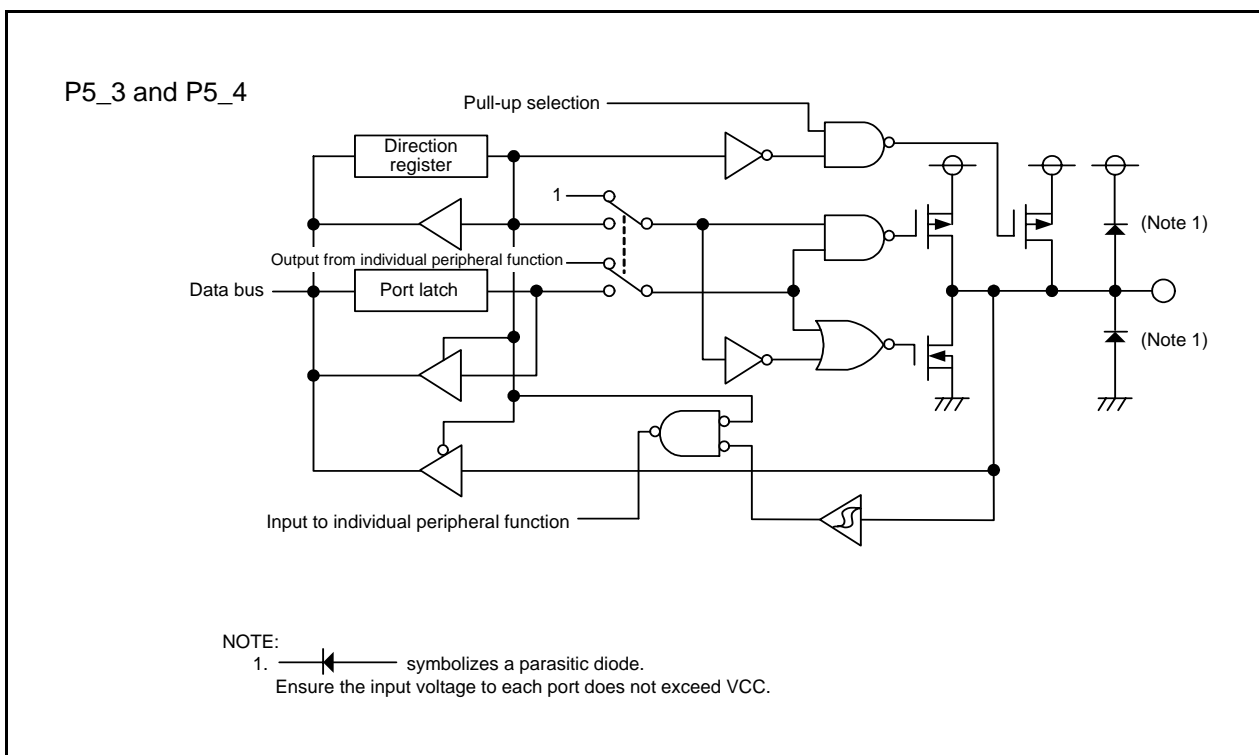 P5_3 and P5_4
Pull-up selection
Direction
register
1
(Note 1)
Output from individual peripheral function
Data bus
Port latch
(Note 1)
Input to individual peripheral function
NOTE:
1. symbolizes a parasitic diode.
Ensure the input voltage to each port does not exceed VCC.